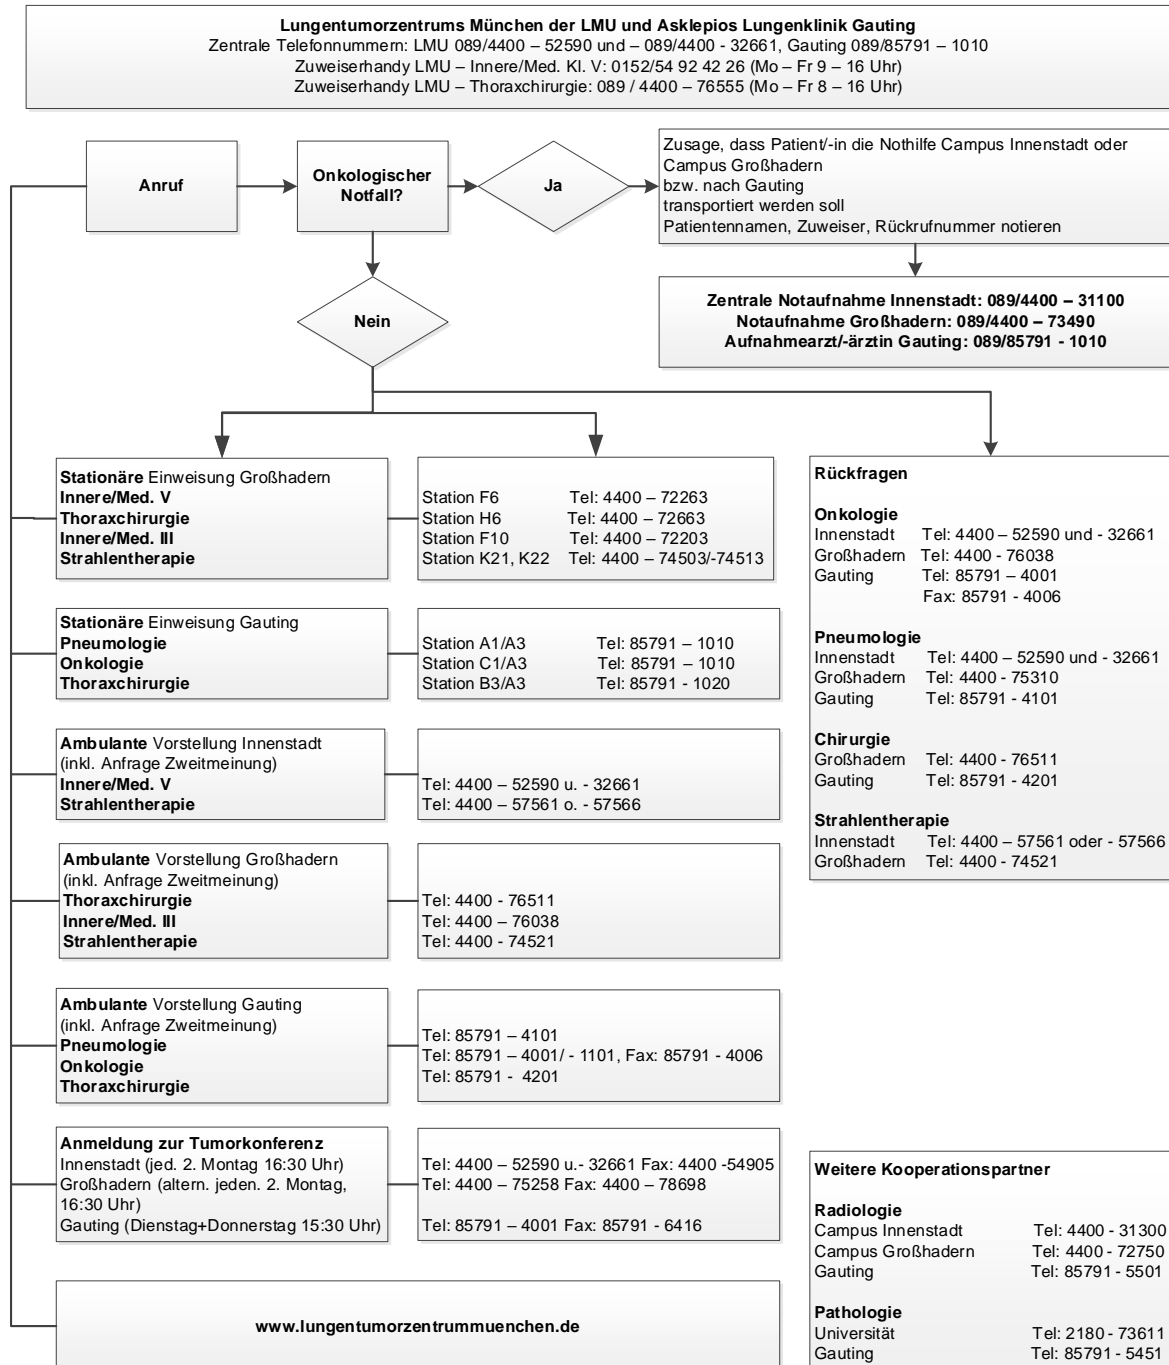 Lungentumorzentrums München der LMU und Asklepios Lungenklinik Gauting
Zentrale Telefonnummern: LMU 089/4400 – 52590 und – 089/4400 - 32661, Gauting 089/85791 – 1010
Zuweiserhandy LMU – Innere/Med. Kl. V: 0152/54 92 42 26 (Mo – Fr 9 – 16 Uhr)
Zuweiserhandy LMU – Thoraxchirurgie: 089 / 4400 – 76555 (Mo – Fr 8 – 16 Uhr)
Anruf
Onkologischer
Notfall?
Ja
Zusage, dass Patient/-in die Nothilfe Campus Innenstadt oder
Campus Großhadern
bzw. nach Gauting
transportiert werden soll
Patientennamen, Zuweiser, Rückrufnummer notieren
Nein
Zentrale Notaufnahme Innenstadt: 089/4400 – 31100
Notaufnahme Großhadern: 089/4400 – 73490
Aufnahmearzt/-ärztin Gauting: 089/85791 - 1010
Stationäre Einweisung Großhadern
Innere/Med. V
Thoraxchirurgie
Innere/Med. III
Strahlentherapie
Station F6 Tel: 4400 – 72263
Station H6 Tel: 4400 – 72663
Station F10 Tel: 4400 – 72203
Station K21, K22 Tel: 4400 – 74503/-74513
Stationäre Einweisung Gauting
Pneumologie
Onkologie
Thoraxchirurgie
Station A1/A3 Tel: 85791 – 1010
Station C1/A3 Tel: 85791 – 1010
Station B3/A3 Tel: 85791 - 1020
Ambulante Vorstellung Innenstadt
(inkl. Anfrage Zweitmeinung)
Innere/Med. V
Strahlentherapie
Tel: 4400 – 52590 u. - 32661
Tel: 4400 – 57561 o. - 57566
Ambulante Vorstellung Großhadern
(inkl. Anfrage Zweitmeinung)
Thoraxchirurgie
Innere/Med. III
Strahlentherapie
Tel: 4400 - 76511
Tel: 4400 – 76038
Tel: 4400 - 74521
Ambulante Vorstellung Gauting
(inkl. Anfrage Zweitmeinung)
Pneumologie
Onkologie
Thoraxchirurgie
Tel: 85791 – 4101
Tel: 85791 – 4001/ - 1101, Fax: 85791 - 4006
Tel: 85791 - 4201
Anmeldung zur Tumorkonferenz
Innenstadt (jed. 2. Montag 16:30 Uhr)
Großhadern (altern. jeden. 2. Montag,
16:30 Uhr)
Gauting (Dienstag+Donnerstag 15:30 Uhr)
Tel: 4400 – 52590 u.- 32661 Fax: 4400 -54905
Tel: 4400 – 75258 Fax: 4400 – 78698
Tel: 85791 – 4001 Fax: 85791 - 6416
www.lungentumorzentrummuenchen.de
Rückfragen
Onkologie
Innenstadt Tel: 4400 – 52590 und - 32661
Großhadern Tel: 4400 - 76038
Gauting Tel: 85791 – 4001
Fax: 85791 - 4006
Pneumologie
Innenstadt Tel: 4400 – 52590 und - 32661
Großhadern Tel: 4400 - 75310
Gauting Tel: 85791 - 4101
Chirurgie
Großhadern Tel: 4400 - 76511
Gauting Tel: 85791 - 4201
Strahlentherapie
Innenstadt Tel: 4400 – 57561 oder - 57566
Großhadern Tel: 4400 - 74521
Weitere Kooperationspartner
Radiologie
Campus Innenstadt Tel: 4400 - 31300
Campus Großhadern Tel: 4400 - 72750
Gauting Tel: 85791 - 5501
Pathologie
Universität Tel: 2180 - 73611
Gauting Tel: 85791 - 5451